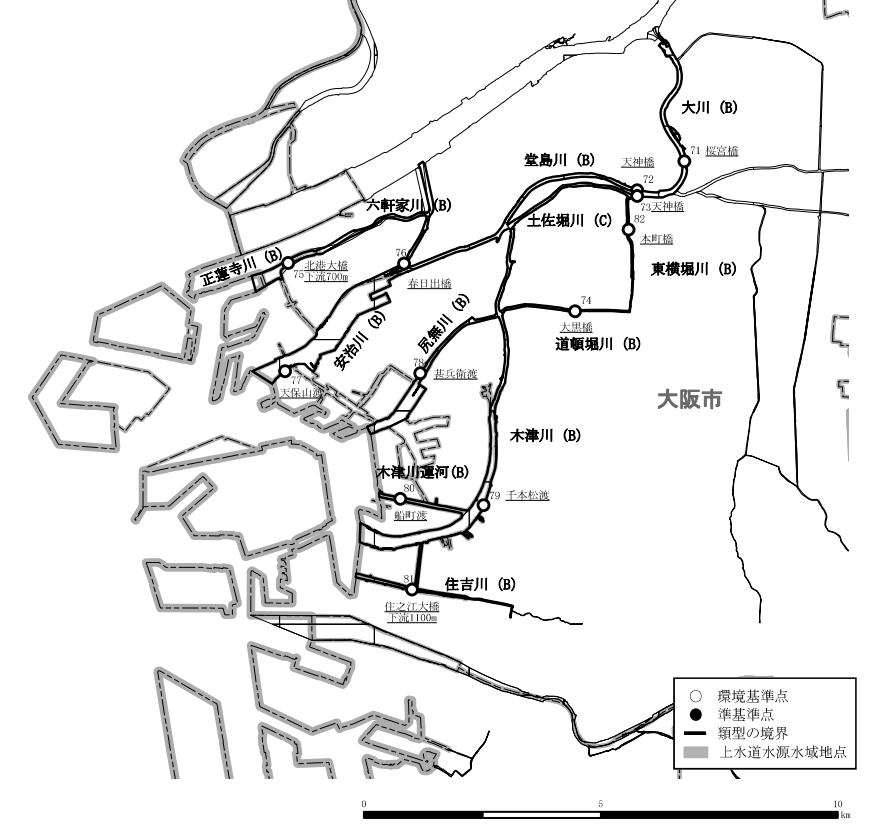 大川 (B)
71 桜宮橋
堂島川 (B)
天神橋
72
73天神橋
六軒家川 (B)
土佐堀川 (C)
82
本町橋
正蓮寺川 (B)
75
北港大橋
下流700m
76
春日出橋
東横堀川 (B)
74
大黒橋
道頓堀川 (B)
安治川 (B)
尻無川 (B)
78
甚兵衛渡
77
天保山渡
大阪市
木津川 (B)
木津川運河(B)
80
船町渡
79
千本松渡
81
住吉川 (B)
住之江大橋
下流1100m
環境基準点
準基準点
類型の境界
上水道水源水域地点
0 5 10
km